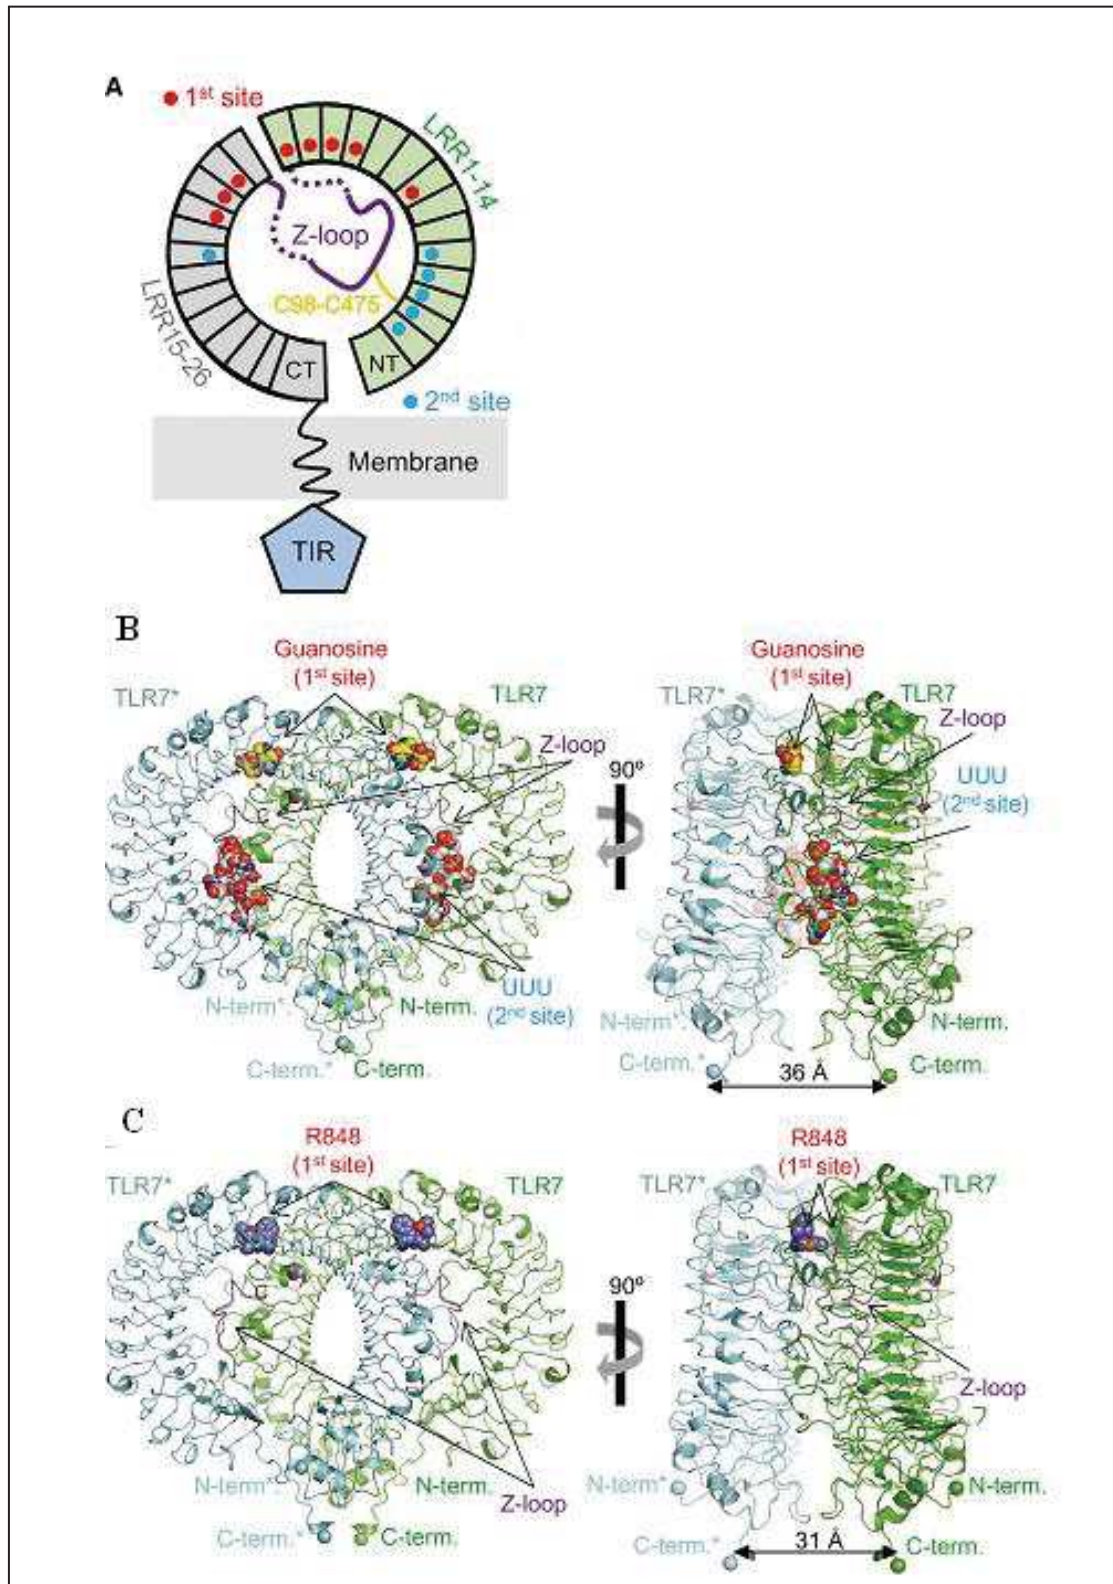 A
1st site
LRR1-14
Z-loop
C98-C475
LRR15-26
CT
NT
2nd site
Membrane
TIR
B
Guanosine
(1st site)
TLR7*
TLR7
Z-loop
UUU
(2nd site)
N-term*.
N-term.
C-term.*
C-term.
90º
Guanosine
(1st site)
TLR7*
TLR7
Z-loop
UUU
(2nd site)
N-term*.
N-term.
C-term.*
C-term.
36 Å
C
R848
(1st site)
TLR7*
TLR7
N-term*.
N-term.
Z-loop
C-term.*
C-term.
90º
R848
(1st site)
TLR7*
TLR7
Z-loop
N-term*
N-term.
C-term.*
C-term.
31 Å